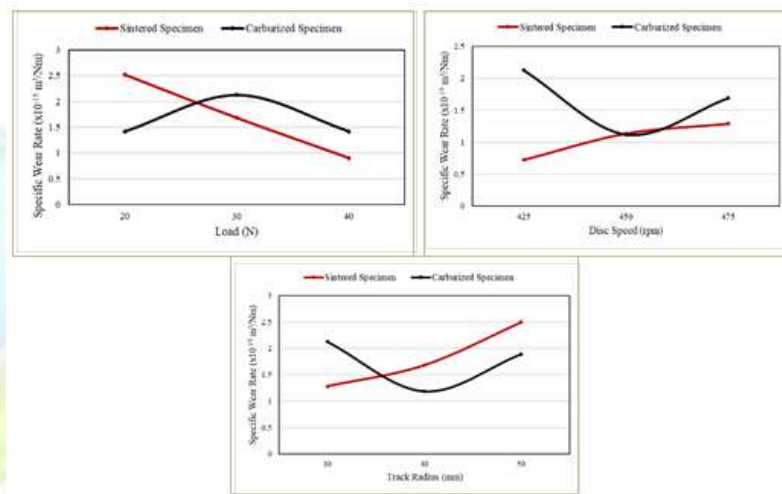 Sintered Specimen Carburized Specimen
Specific Wear Rate (x10⁻¹⁵ m³/Nm)
3
2.5
2
1.5
1
0.5
0
20 30 40
Load (N)
Sintered Specimen Carburized Specimen
Specific Wear Rate (x10⁻¹⁵ m³/Nm)
2.5
2
1.5
1
0.5
0
425 450 475
Disc Speed (rpm)
Sintered Specimen Carburized Specimen
Specific Wear Rate (x10⁻¹⁵ m³/Nm)
3
2.5
2
1.5
1
0.5
0
30 40 50
Track Radius (mm)